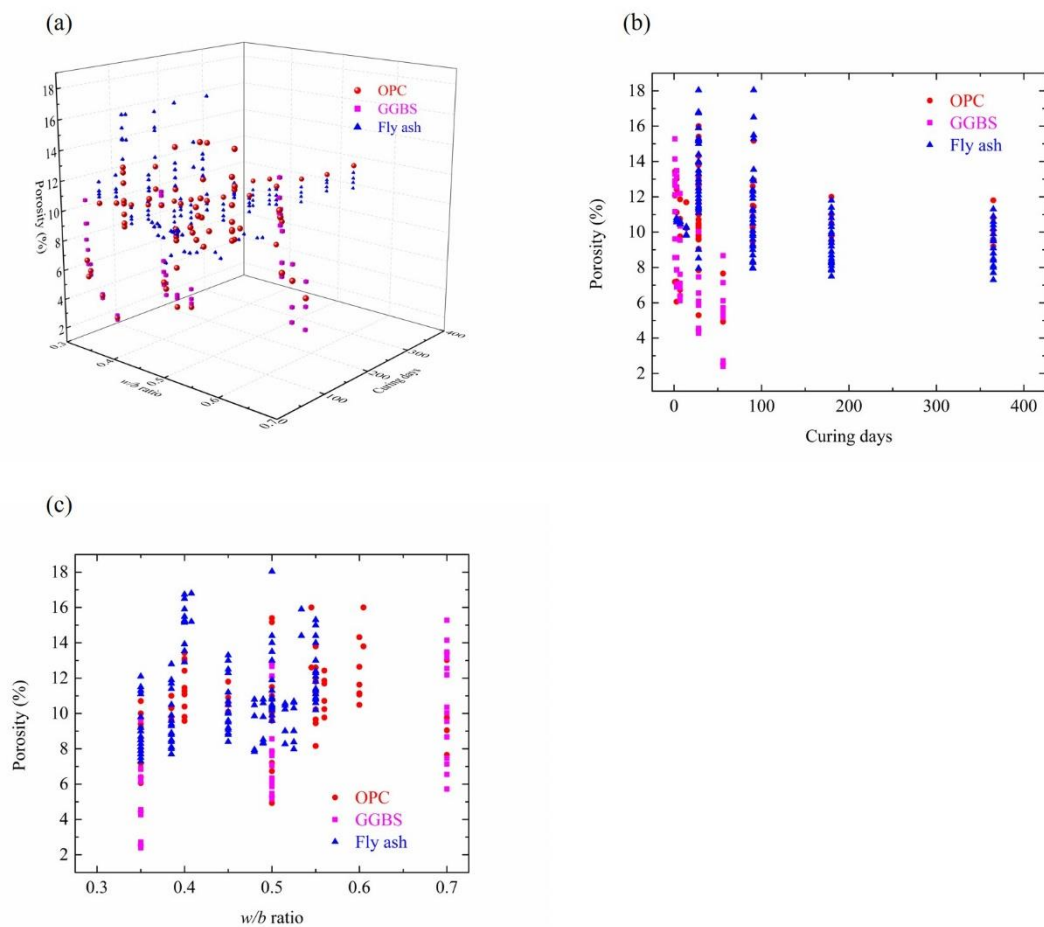 (a)
18
16
14
12
10
8
6
4
2
Porosity (%)
OPC
GGBS
Fly ash
0.3
0.4
0.5
0.6
0.7
w/b ratio
0
100
200
300
400
Curing days
(b)
18
16
14
12
10
8
6
4
2
Porosity (%)
OPC
GGBS
Fly ash
0 100 200 300 400
Curing days
(c)
18
16
14
12
10
8
6
4
2
Porosity (%)
OPC
GGBS
Fly ash
0.3 0.4 0.5 0.6 0.7
w/b ratio